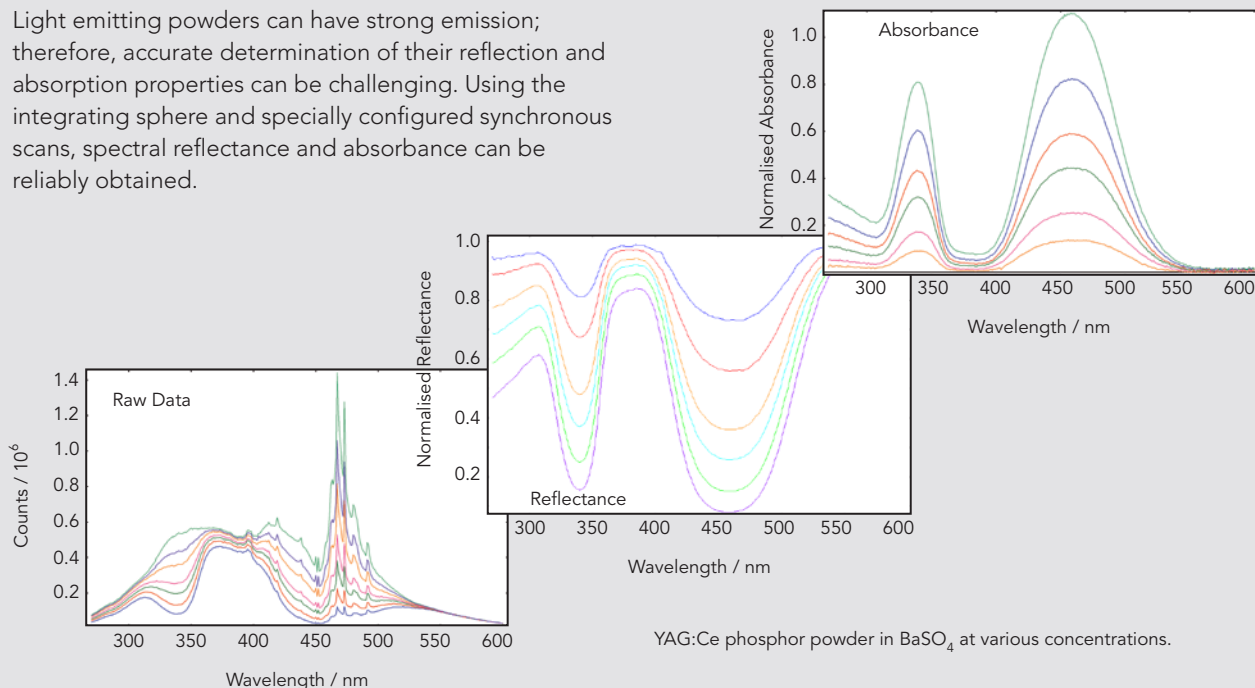 Light emitting powders can have strong emission;
therefore, accurate determination of their reflection and
absorption properties can be challenging. Using the
integrating sphere and specially configured synchronous
scans, spectral reflectance and absorbance can be
reliably obtained.
Absorbance
Normalised Absorbance
1.0
0.8
0.6
0.4
0.2
300 350 400 450 500 550 600
Wavelength / nm
Normalised Reflectance
1.0
0.8
0.6
0.4
0.2
Reflectance
300 350 400 450 500 550 600
Wavelength / nm
Raw Data
Counts / 10⁶
1.4
1.2
1.0
0.8
0.6
0.4
0.2
300 350 400 450 500 550 600
Wavelength / nm
YAG:Ce phosphor powder in BaSO₄ at various concentrations.